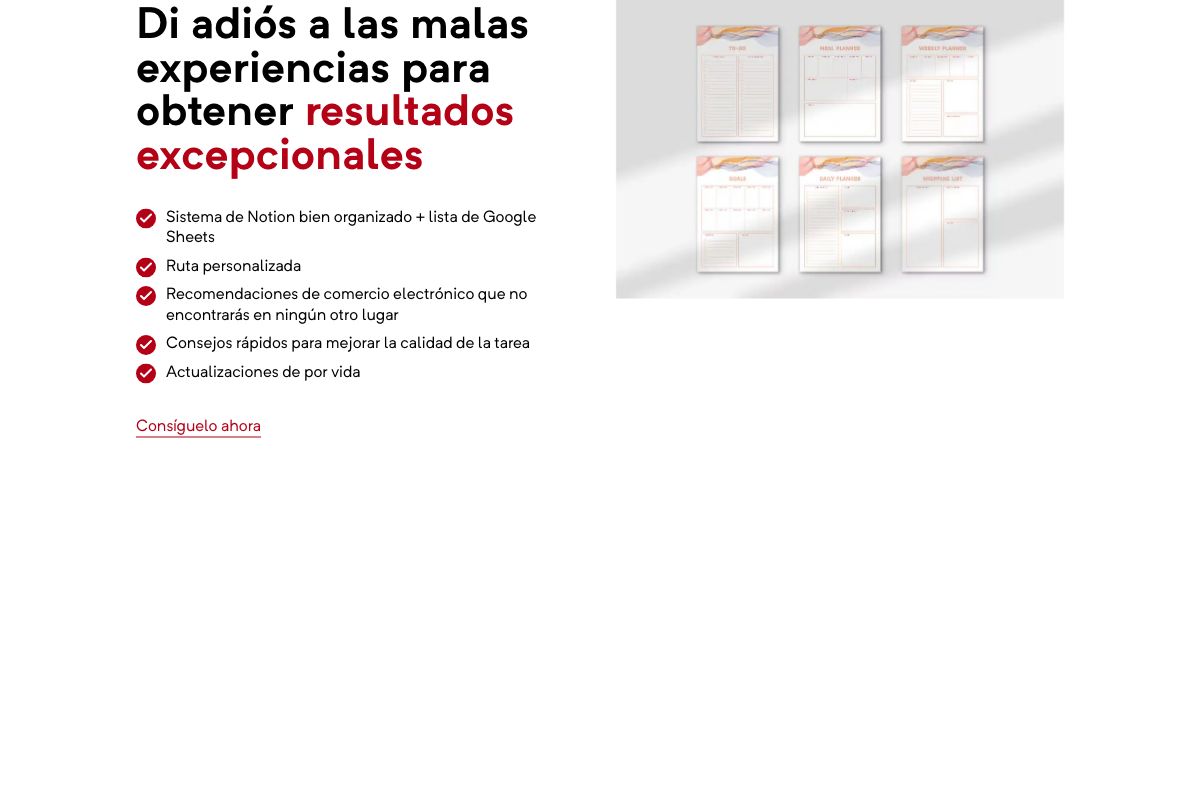 Di adiós a las malas
experiencias para
obtener resultados
excepcionales
Sistema de Notion bien organizado + lista de Google
Sheets
Ruta personalizada
Recomendaciones de comercio electrónico que no
encontrarás en ningún otro lugar
Consejos rápidos para mejorar la calidad de la tarea
Actualizaciones de por vida
Consíguelo ahora
TO-DO
MEAL PLANNER
WEEKLY PLANNER
GOALS
DAILY PLANNER
SHOPPING LIST